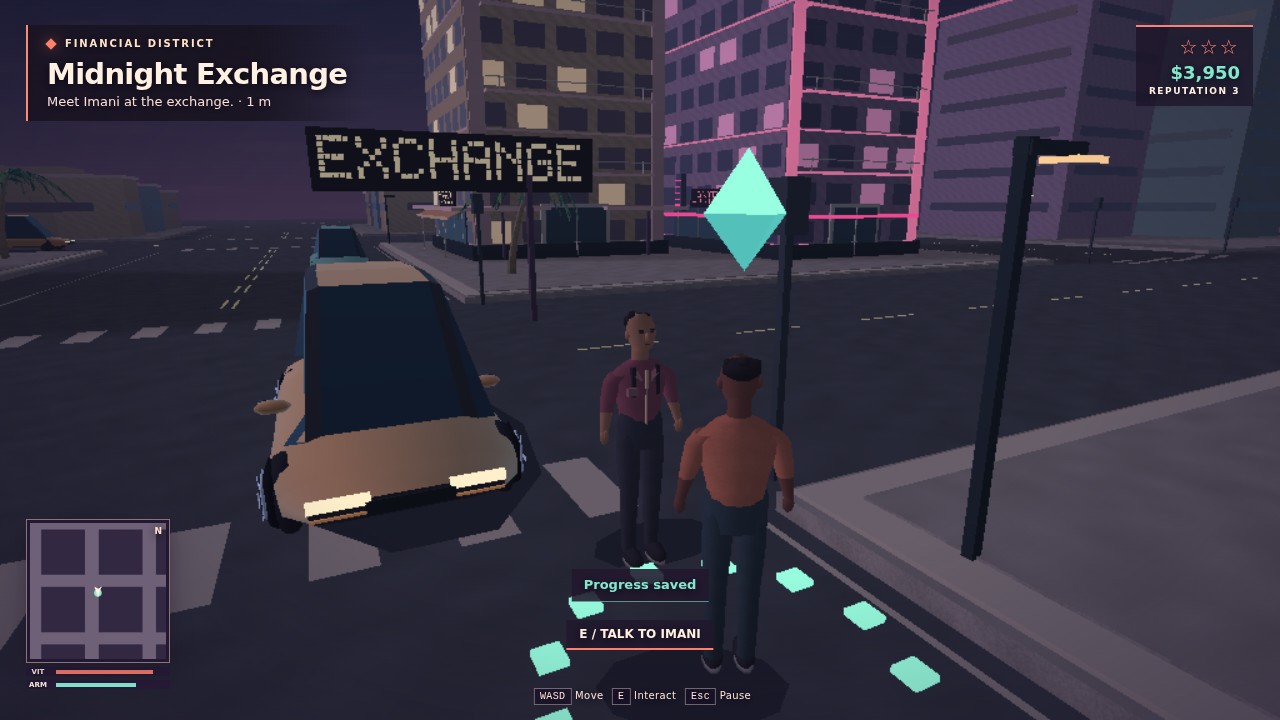 FINANCIAL DISTRICT
Midnight Exchange
Meet Imani at the exchange. · 1 m
$3,950
REPUTATION 3
EXCHANGE
N
VIT
ARM
Progress saved
E / TALK TO IMANI
WASD Move E Interact Esc Pause